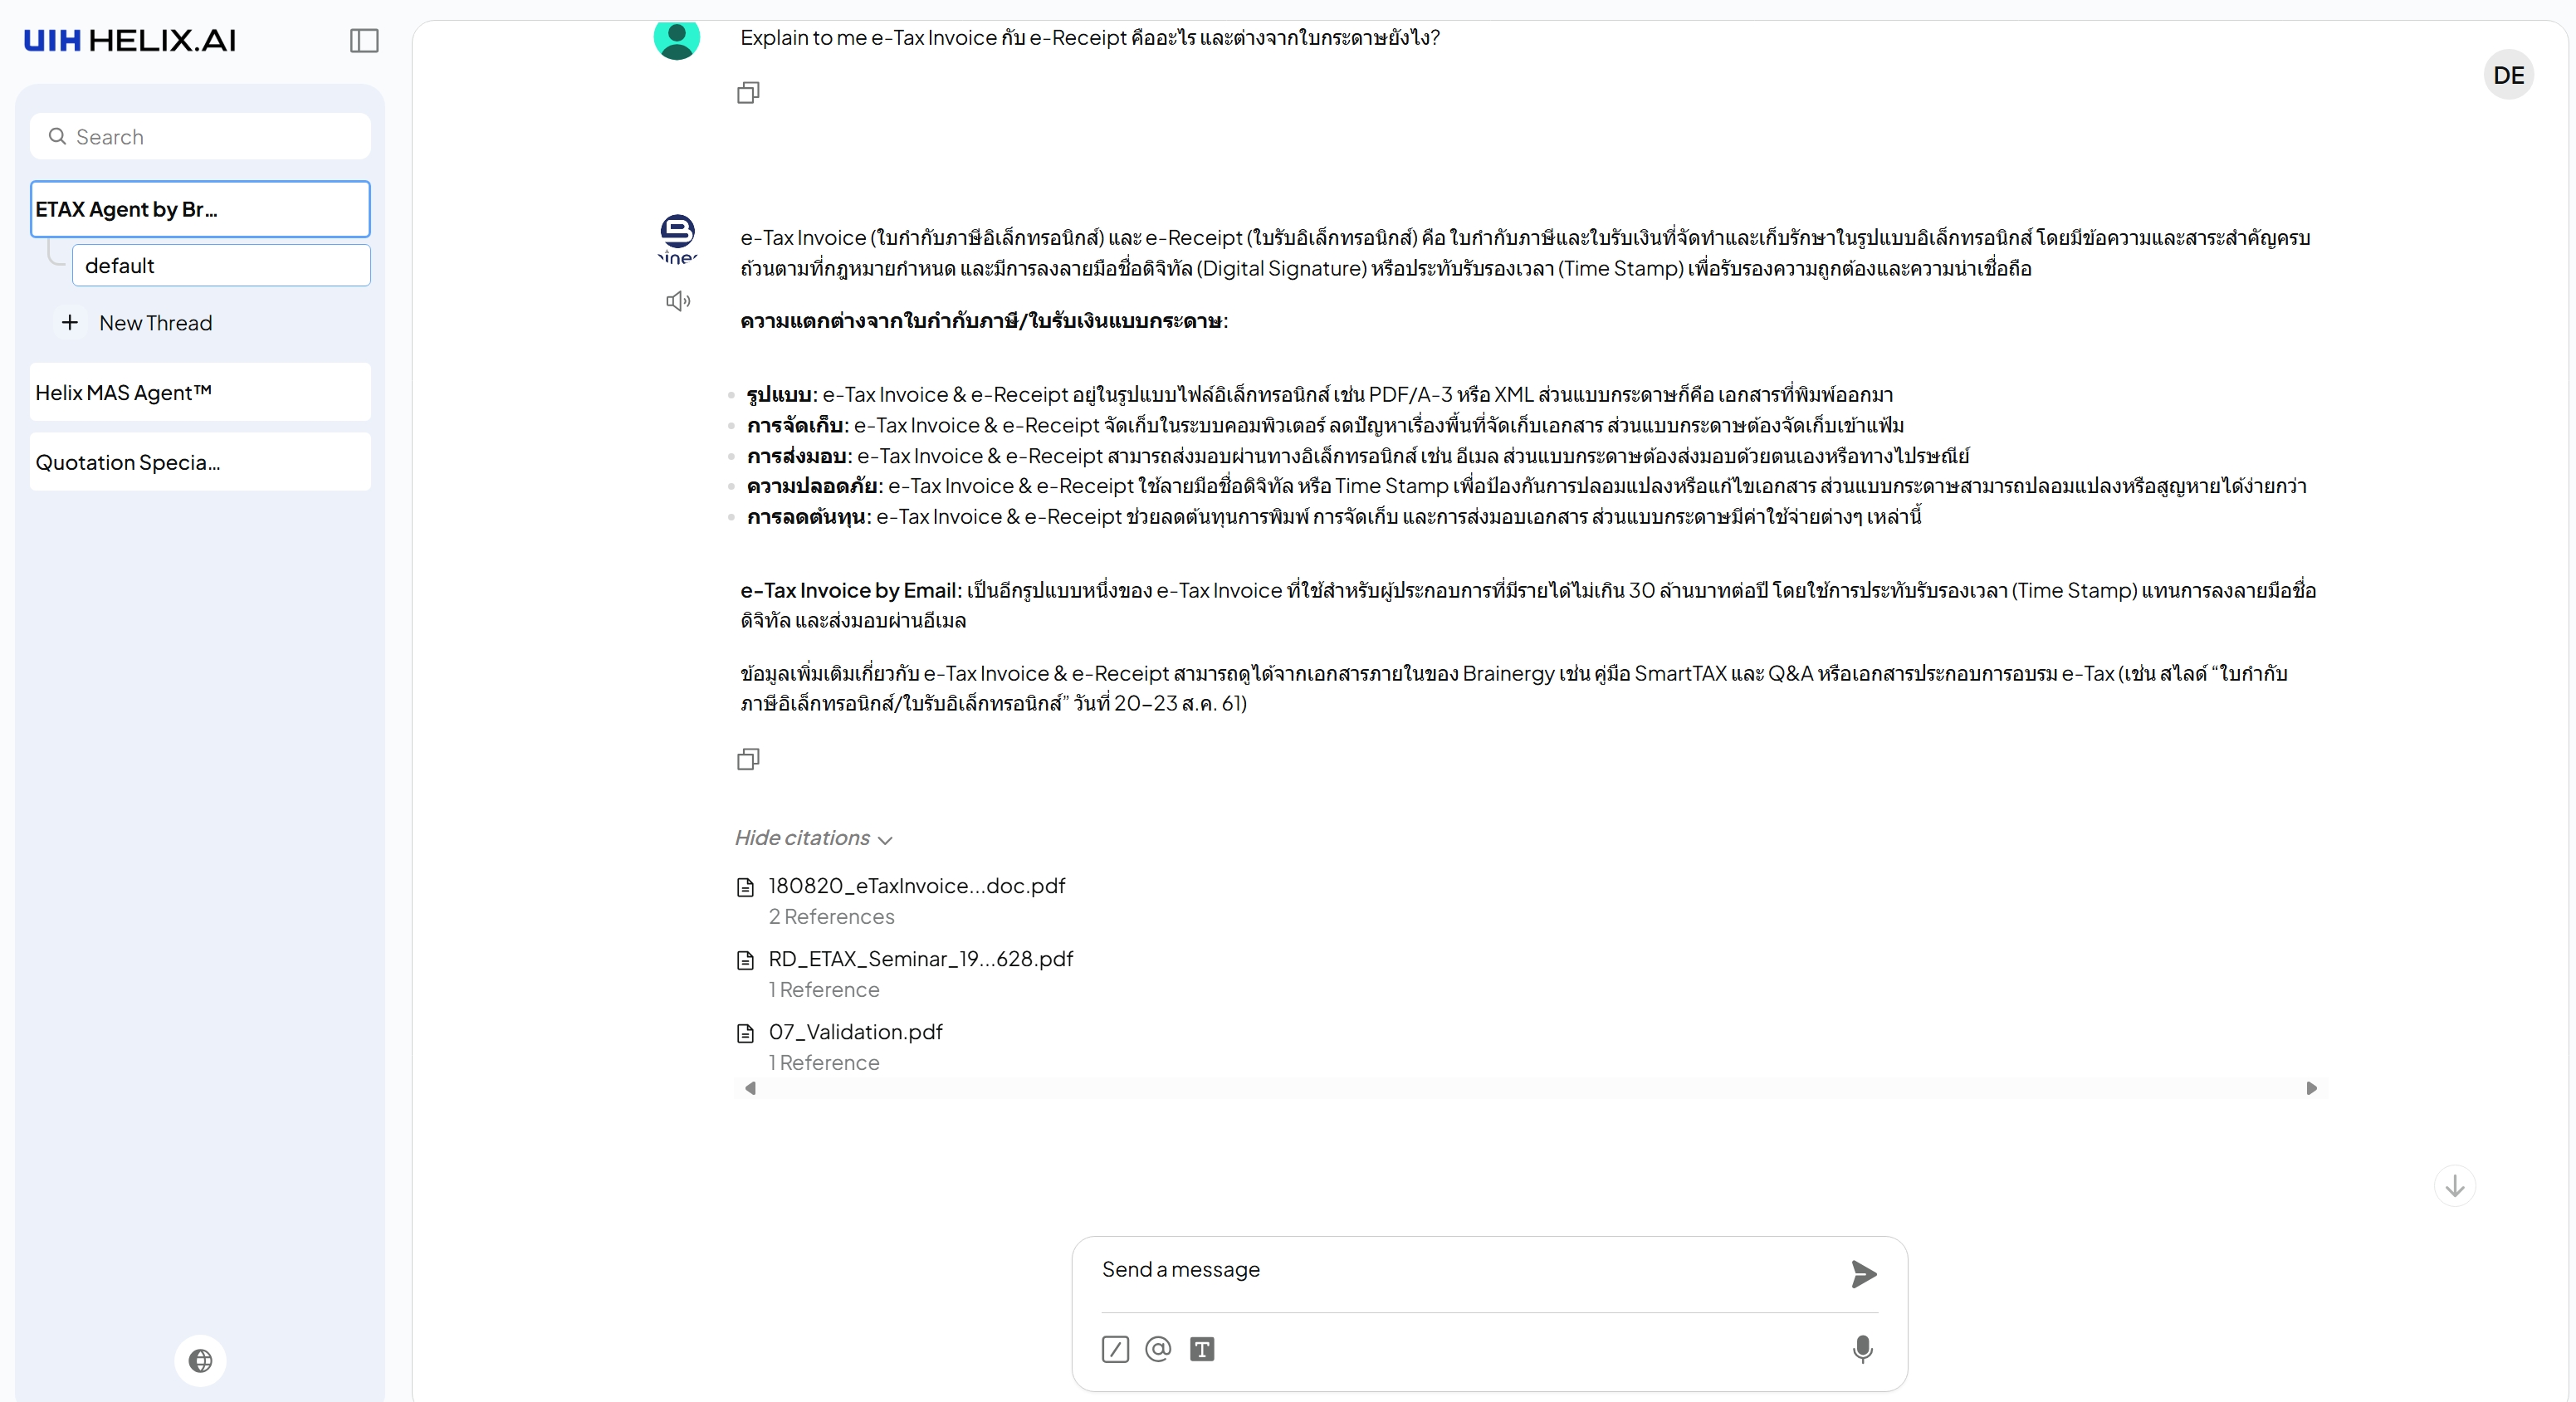 UIH HELIX.AI
Search
ETAX Agent by Br...
default
+ New Thread
Helix MAS Agent™
Quotation Specia...
DE
Explain to me e-Tax Invoice กับ e-Receipt คืออะไร และต่างจากใบกระดาษยังไง?
e-Tax Invoice (ใบกำกับภาษีอิเล็กทรอนิกส์) และ e-Receipt (ใบรับอิเล็กทรอนิกส์) คือ ใบกำกับภาษีและใบรับเงินที่จัดทำและเก็บรักษาในรูปแบบอิเล็กทรอนิกส์ โดยมีข้อความและสาระสำคัญครบ
ถ้วนตามที่กฎหมายกำหนด และมีการลงลายมือชื่อดิจิทัล (Digital Signature) หรือประทับรับรองเวลา (Time Stamp) เพื่อรับรองความถูกต้องและความน่าเชื่อถือ
ความแตกต่างจากใบกำกับภาษี/ใบรับเงินแบบกระดาษ:
รูปแบบ: e-Tax Invoice & e-Receipt อยู่ในรูปแบบไฟล์อิเล็กทรอนิกส์ เช่น PDF/A-3 หรือ XML ส่วนแบบกระดาษก็คือ เอกสารที่พิมพ์ออกมา
การจัดเก็บ: e-Tax Invoice & e-Receipt จัดเก็บในระบบคอมพิวเตอร์ ลดปัญหาเรื่องพื้นที่จัดเก็บเอกสาร ส่วนแบบกระดาษต้องจัดเก็บเข้าแฟ้ม
การส่งมอบ: e-Tax Invoice & e-Receipt สามารถส่งมอบผ่านทางอิเล็กทรอนิกส์ เช่น อีเมล ส่วนแบบกระดาษต้องส่งมอบด้วยตนเองหรือทางไปรษณีย์
ความปลอดภัย: e-Tax Invoice & e-Receipt ใช้ลายมือชื่อดิจิทัล หรือ Time Stamp เพื่อป้องกันการปลอมแปลงหรือแก้ไขเอกสาร ส่วนแบบกระดาษสามารถปลอมแปลงหรือสูญหายได้ง่ายกว่า
การลดต้นทุน: e-Tax Invoice & e-Receipt ช่วยลดต้นทุนการพิมพ์ การจัดเก็บ และการส่งมอบเอกสาร ส่วนแบบกระดาษมีค่าใช้จ่ายต่างๆ เหล่านี้
e-Tax Invoice by Email: เป็นอีกรูปแบบหนึ่งของ e-Tax Invoice ที่ใช้สำหรับผู้ประกอบการที่มีรายได้ไม่เกิน 30 ล้านบาทต่อปี โดยใช้การประทับรับรองเวลา (Time Stamp) แทนการลงลายมือชื่อ
ดิจิทัล และส่งมอบผ่านอีเมล
ข้อมูลเพิ่มเติมเกี่ยวกับ e-Tax Invoice & e-Receipt สามารถดูได้จากเอกสารภายในของ Brainergy เช่น คู่มือ SmartTAX และ Q&A หรือเอกสารประกอบการอบรม e-Tax (เช่น สไลด์ “ใบกำกับ
ภาษีอิเล็กทรอนิกส์/ใบรับอิเล็กทรอนิกส์” วันที่ 20–23 ส.ค. 61)
Hide citations
180820_eTaxInvoice...doc.pdf
2 References
RD_ETAX_Seminar_19...628.pdf
1 Reference
07_Validation.pdf
1 Reference
Send a message